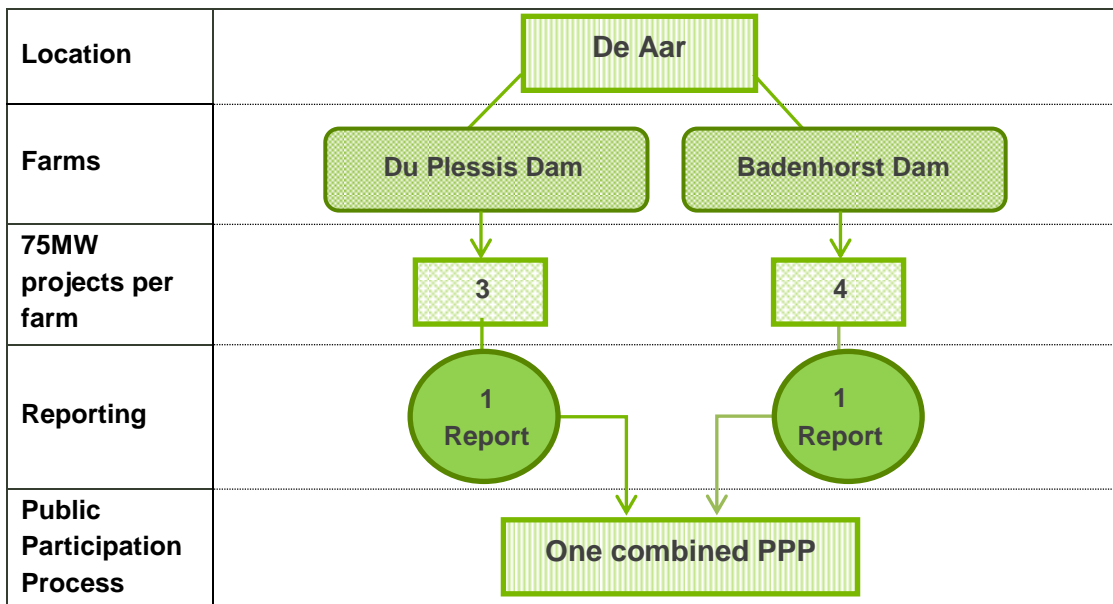 Location
De Aar
Farms
Du Plessis Dam
Badenhorst Dam
75MW
projects per
farm
3
4
Reporting
1
Report
1
Report
Public
Participation
Process
One combined PPP